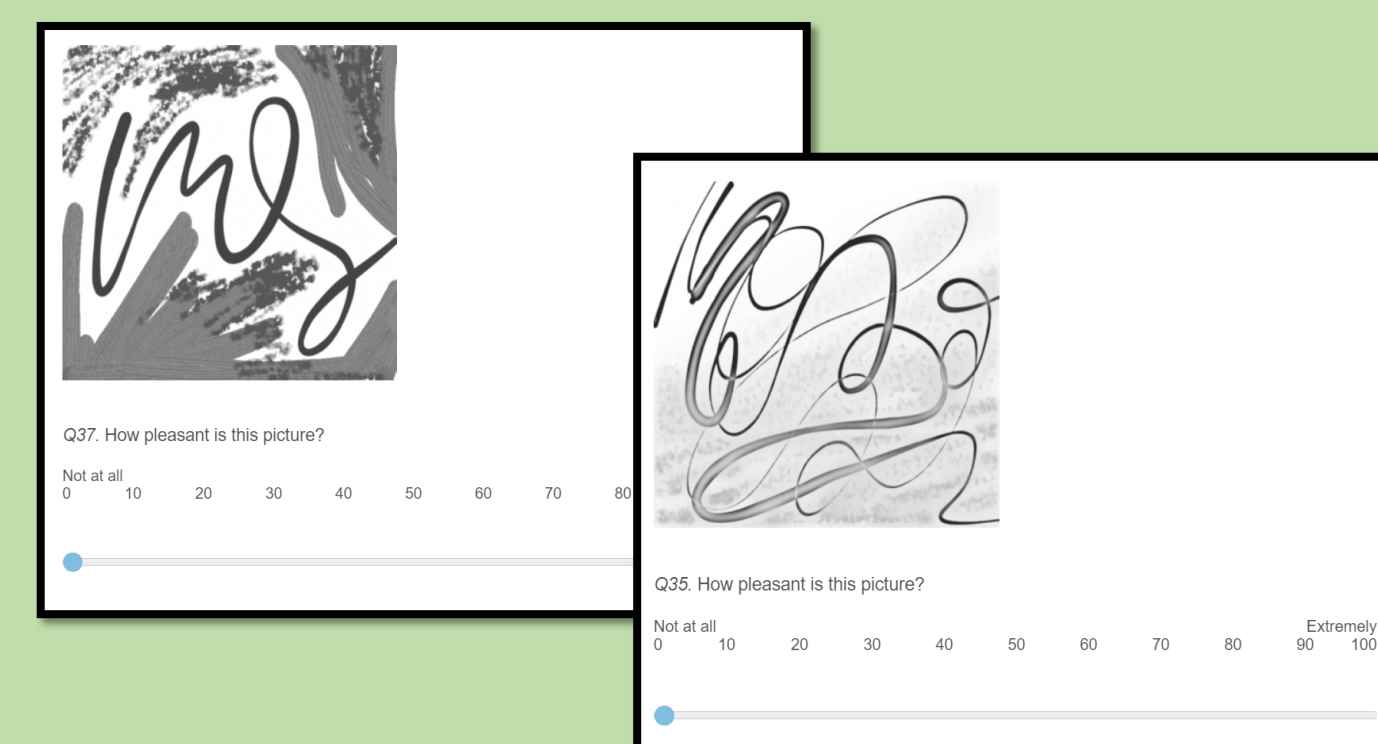 Q37. How pleasant is this picture?
Not at all
0 10 20 30 40 50 60 70 80
Q35. How pleasant is this picture?
Not at all Extremely
0 10 20 30 40 50 60 70 80 90 100